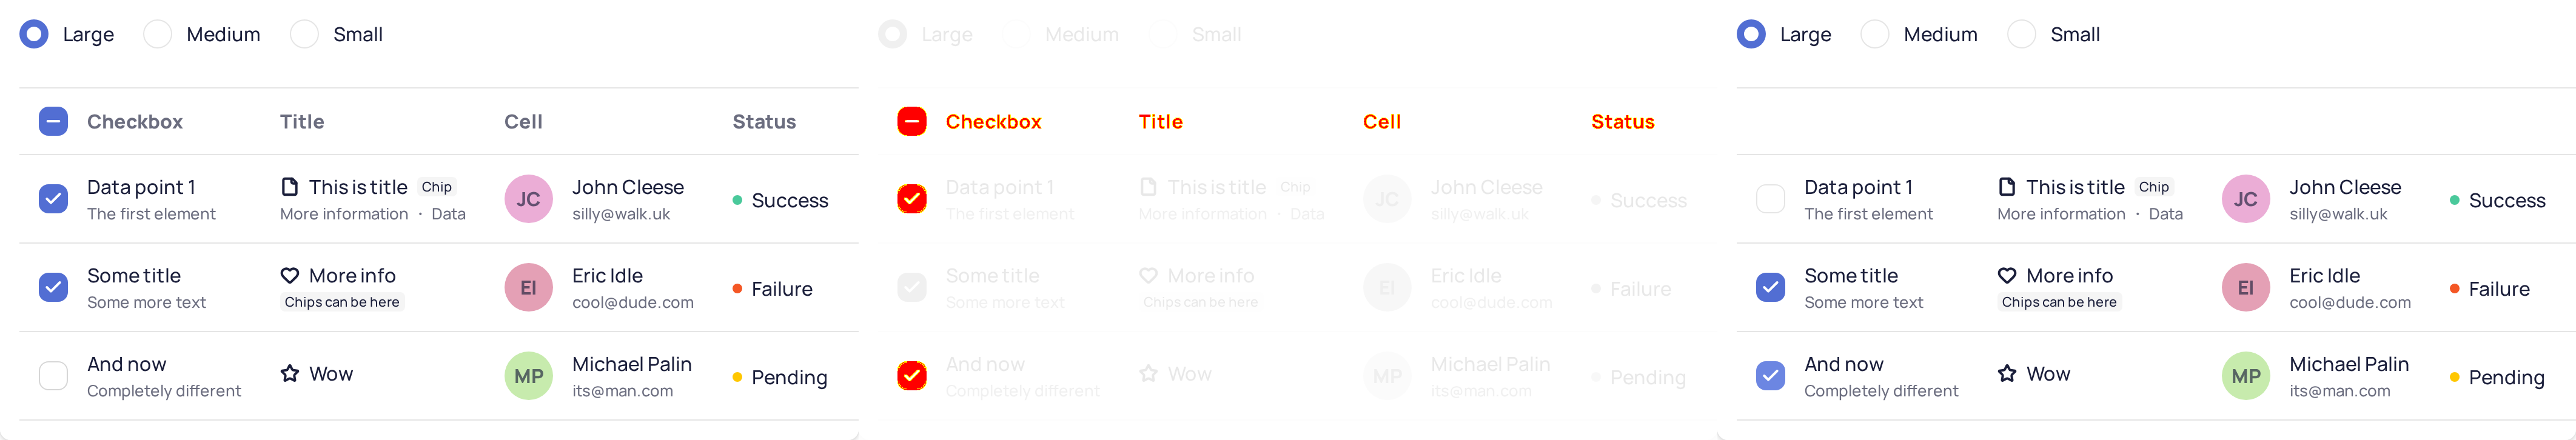 Large Medium Small
Checkbox Title Cell Status
Data point 1 This is title Chip John Cleese
The first element More information · Data JC silly@walk.uk Success
Some title More info Eric Idle
Some more text Chips can be here EI cool@dude.com Failure
And now Wow Michael Palin
Completely different MP its@man.com Pending
Large Medium Small
Checkbox Title Cell Status
Data point 1 This is title Chip John Cleese
The first element More information · Data JC silly@walk.uk Success
Some title More info Eric Idle
Some more text Chips can be here EI cool@dude.com Failure
And now Wow Michael Palin
Completely different MP its@man.com Pending
Large Medium Small
Data point 1 This is title Chip John Cleese
The first element More information · Data JC silly@walk.uk Success
Some title More info Eric Idle
Some more text Chips can be here EI cool@dude.com Failure
And now Wow Michael Palin
Completely different MP its@man.com Pending